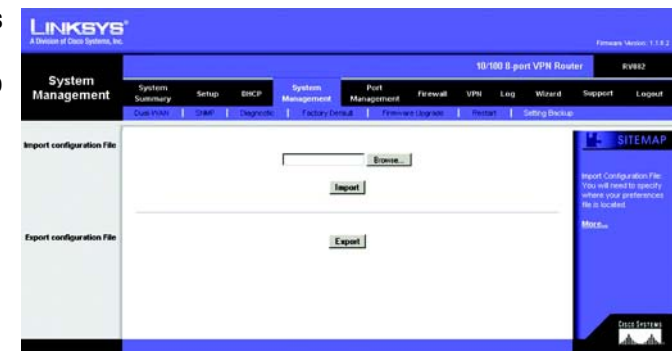 LINKSYS®
A Division of Cisco Systems, Inc.
Firmware Version: 1.1.8.2
10/100 8-port VPN Router
RV082
System Management
System Summary
Setup
DHCP
System Management
Port Management
Firewall
VPN
Log
Wizard
Support
Logout
Dual-WAN | SNMP | Diagnostic | Factory Default | Firmware Upgrade | Restart | Setting Backup
Import configuration File
Browse...
Import
Export configuration File
Export
SITEMAP
Import Configuration File:
You will need to specify
where your preferences
file is located.
More...
CISCO SYSTEMS